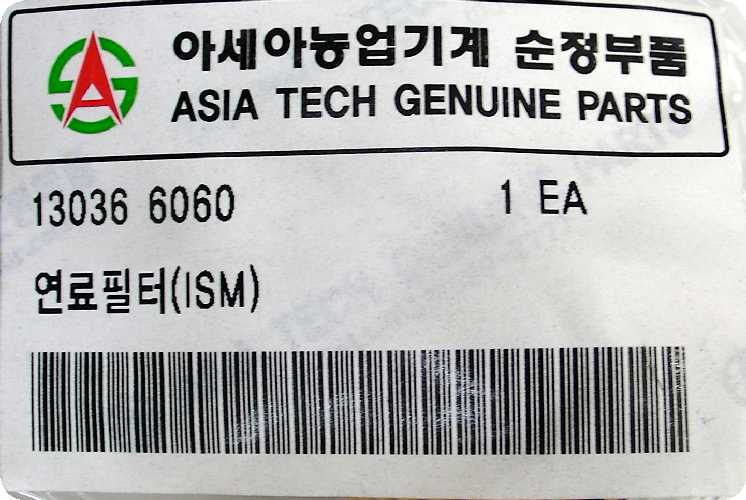 아세아농업기계 순정부품
ASIA TECH GENUINE PARTS
13036 6060 1 EA
연료필터(ISM)